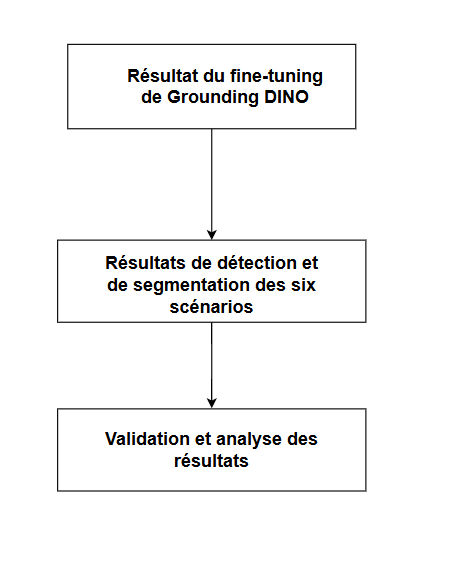 Résultat du fine-tuning
de Grounding DINO
Résultats de détection et
de segmentation des six
scénarios
Validation et analyse des
résultats